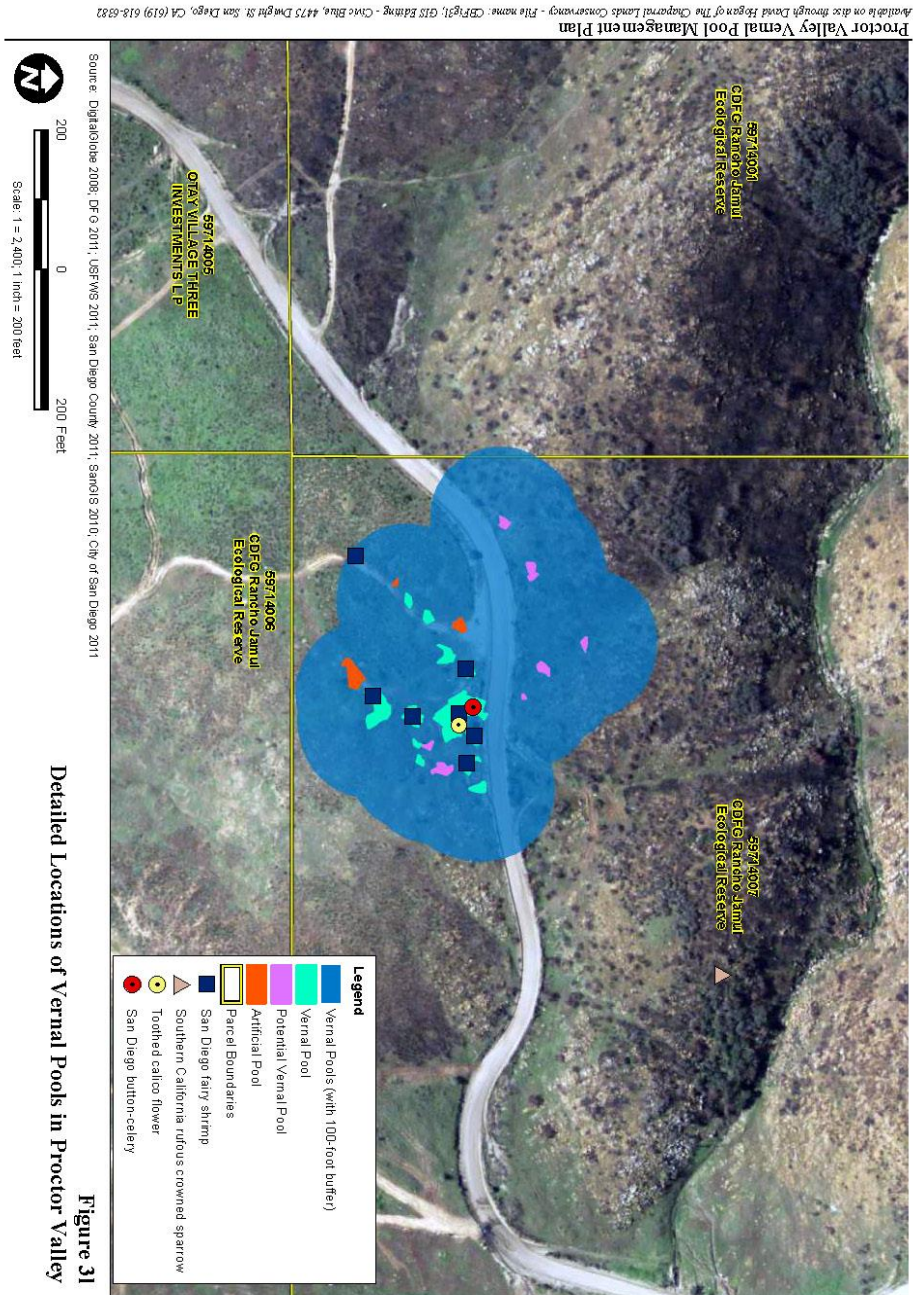 Proctor Valley Vernal Pool Management Plan
Available on disc through David Hogan of The Chaparral Lands Conservancy - File name: CBFig31; GIS Editing - Civic Blue, 4475 Dwight St. San Diego, CA (619) 618-6382
59714001
CDFG Rancho Jamul
Ecological Reserve
59714007
CDFG Rancho Jamul
Ecological Reserve
59714005
OTAY VILLAGE THREE
INVESTMENTS L P
59714006
CDFG Rancho Jamul
Ecological Reserve
Legend
Vernal Pools (with 100-foot buffer)
Vernal Pool
Potential Vernal Pool
Artificial Pool
Parcel Boundaries
San Diego fairy shrimp
Southern California rufous crowned sparrow
Toothed calico flower
San Diego button-celery
Source: DigitalGlobe 2008; DFG 2011; USFWS 2011; San Diego County 2011; SanGIS 2010; City of San Diego 2011
N
200 0 200 Feet
Scale: 1 = 2,400; 1 inch = 200 feet
Figure 31
Detailed Locations of Vernal Pools in Proctor Valley